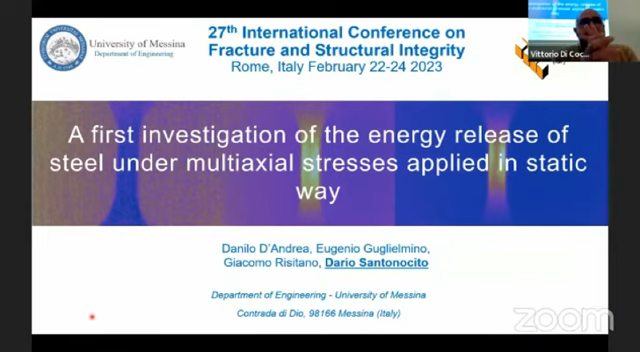 University of Messina
Department of Engineering
27th International Conference on
Fracture and Structural Integrity
Rome, Italy February 22-24 2023
Vittorio Di Coc...
A first investigation of the energy release of
steel under multiaxial stresses applied in static
way
Danilo D'Andrea, Eugenio Guglielmino,
Giacomo Risitano, Dario Santonocito
Department of Engineering - University of Messina
Contrada di Dio, 98166 Messina (Italy)
zoom